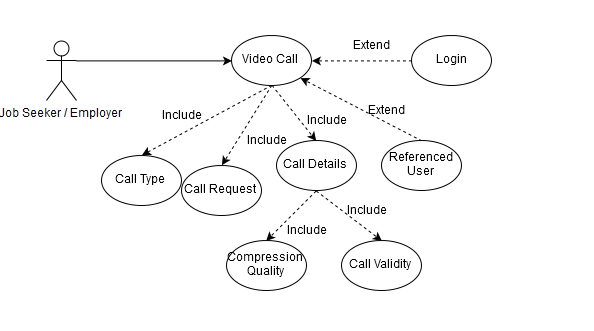 Extend
Video Call
Login
Job Seeker / Employer
Include
Extend
Include
Include
Call Type
Call Request
Call Details
Referenced
User
Include
Include
Compression
Quality
Call Validity